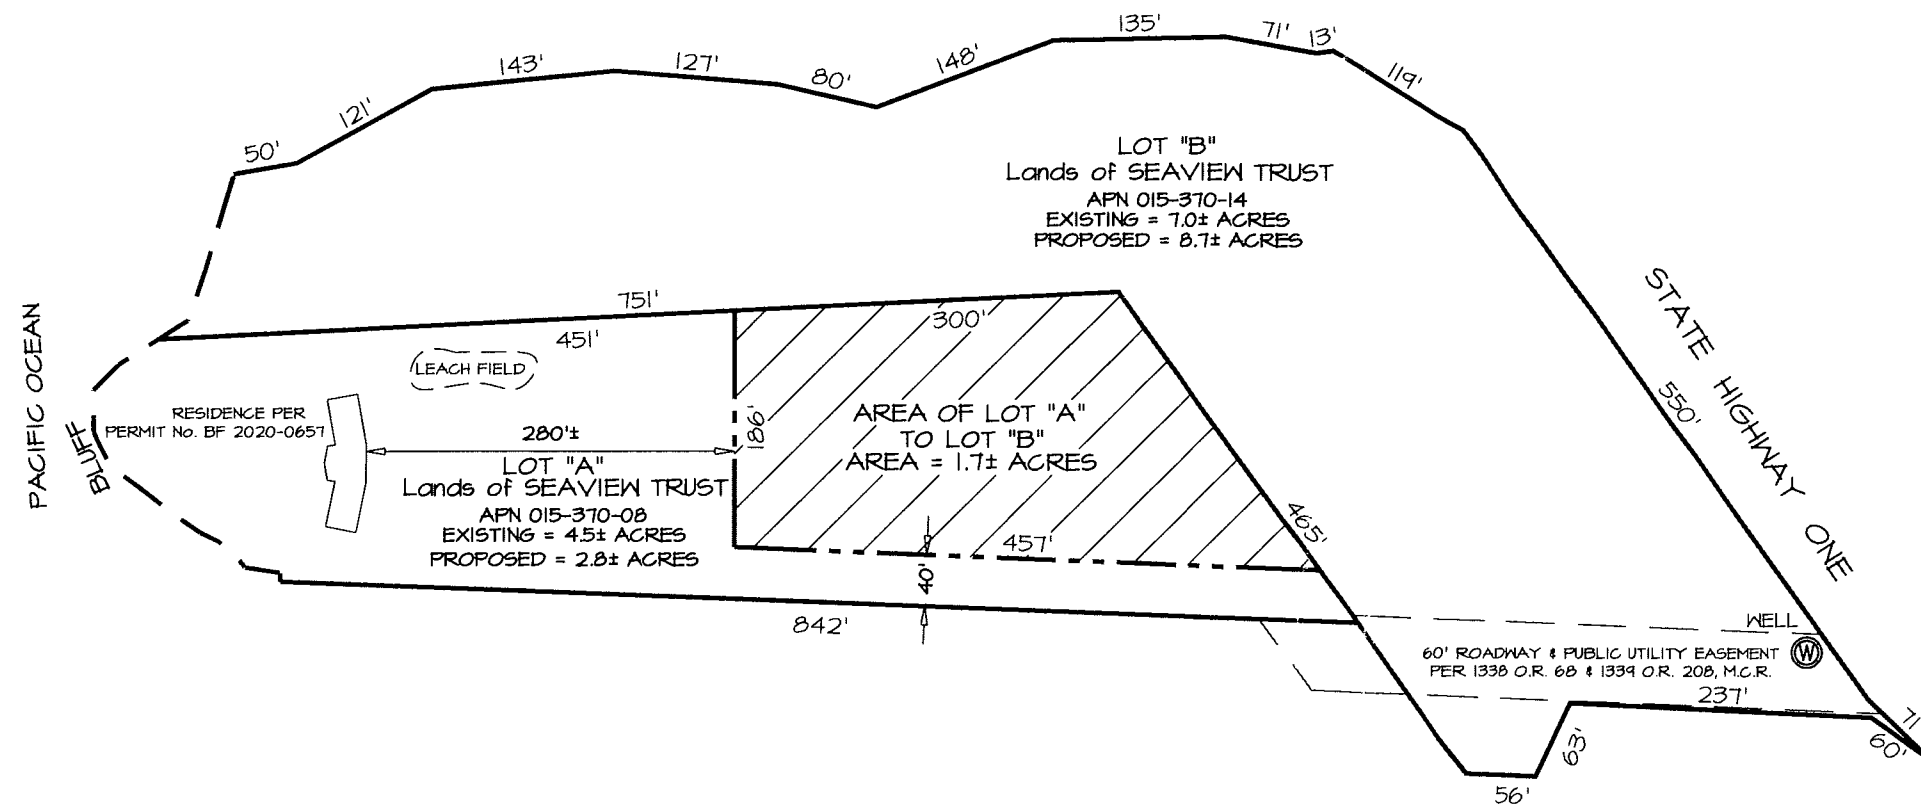 50'
121'
143'
127'
80'
148'
135'
71'
13'
119'
LOT "B"
Lands of SEAVIEW TRUST
APN 015-370-14
EXISTING = 7.0± ACRES
PROPOSED = 8.7± ACRES
STATE HIGHWAY ONE
550'
PACIFIC OCEAN
BLUFF
751'
451'
300'
LEACH FIELD
RESIDENCE PER
PERMIT No. BF 2020-0657
280'±
186'
LOT "A"
Lands of SEAVIEW TRUST
APN 015-370-08
EXISTING = 4.5± ACRES
PROPOSED = 2.8± ACRES
AREA OF LOT "A"
TO LOT "B"
AREA = 1.7± ACRES
465'
457'
40'
842'
WELL
W
60' ROADWAY & PUBLIC UTILITY EASEMENT
PER 1338 O.R. 68 & 1339 O.R. 208, M.C.R.
237'
63'
56'
60'
71